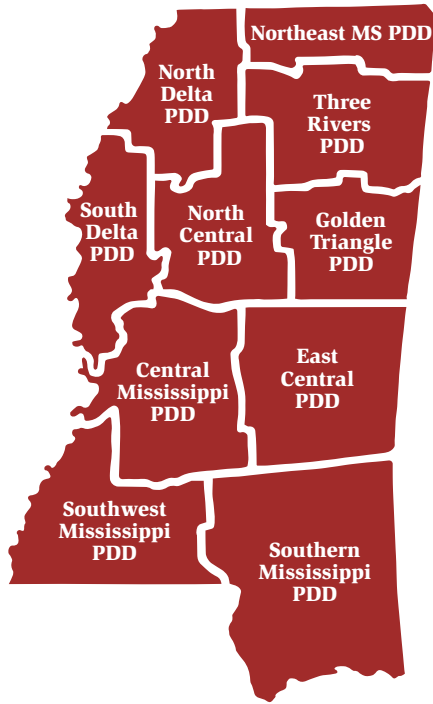 Northeast MS PDD
North
Delta
PDD
Three
Rivers
PDD
South
Delta
PDD
North
Central
PDD
Golden
Triangle
PDD
Central
Mississippi
PDD
East
Central
PDD
Southwest
Mississippi
PDD
Southern
Mississippi
PDD